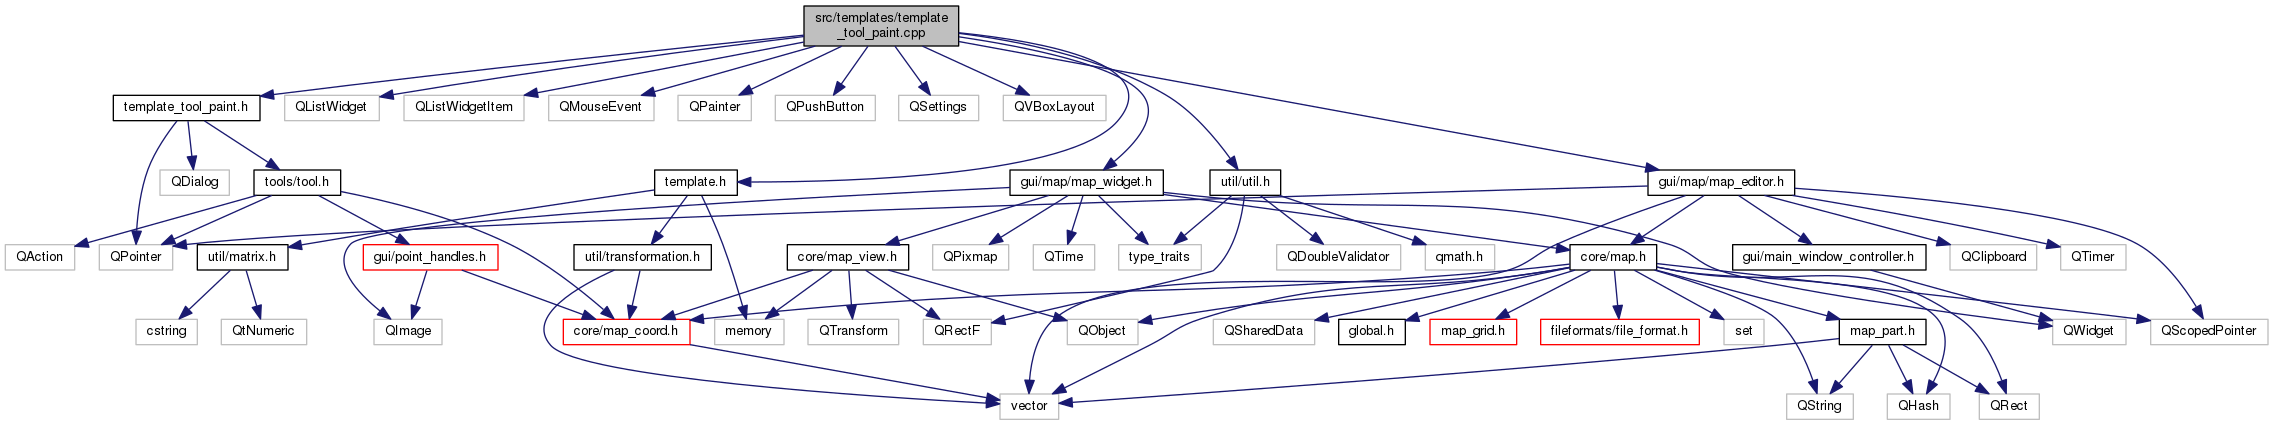 src/templates/template
_tool_paint.cpp
template_tool_paint.h
QListWidget
QListWidgetItem
QMouseEvent
QPainter
QPushButton
QSettings
QVBoxLayout
QDialog
tools/tool.h
template.h
gui/map/map_widget.h
util/util.h
gui/map/map_editor.h
QAction
QPointer
util/matrix.h
gui/point_handles.h
util/transformation.h
core/map_view.h
QPixmap
QTime
type_traits
QDoubleValidator
qmath.h
core/map.h
gui/main_window_controller.h
QClipboard
QTimer
cstring
QtNumeric
QImage
core/map_coord.h
memory
QTransform
QRectF
QObject
QSharedData
global.h
map_grid.h
fileformats/file_format.h
set
map_part.h
QWidget
QScopedPointer
vector
QString
QHash
QRect